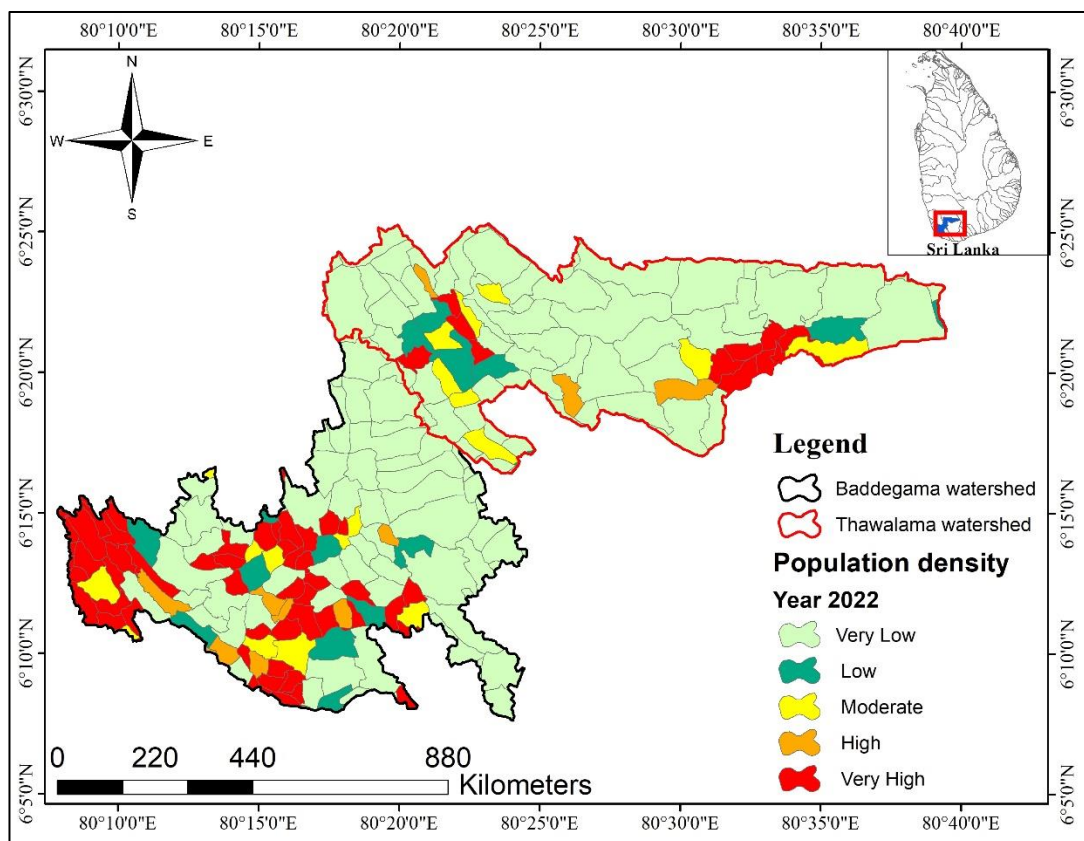 80°10'0"E 80°15'0"E 80°20'0"E 80°25'0"E 80°30'0"E 80°35'0"E 80°40'0"E
6°30'0"N
6°25'0"N
6°20'0"N
6°15'0"N
6°10'0"N
6°5'0"N
N
W
E
S
Sri Lanka
6°30'0"N
6°25'0"N
6°20'0"N
6°15'0"N
6°10'0"N
6°5'0"N
Legend
Baddegama watershed
Thawalama watershed
Population density
Year 2022
Very Low
Low
Moderate
High
Very High
0 220 440 880
Kilometers
80°10'0"E 80°15'0"E 80°20'0"E 80°25'0"E 80°30'0"E 80°35'0"E 80°40'0"E